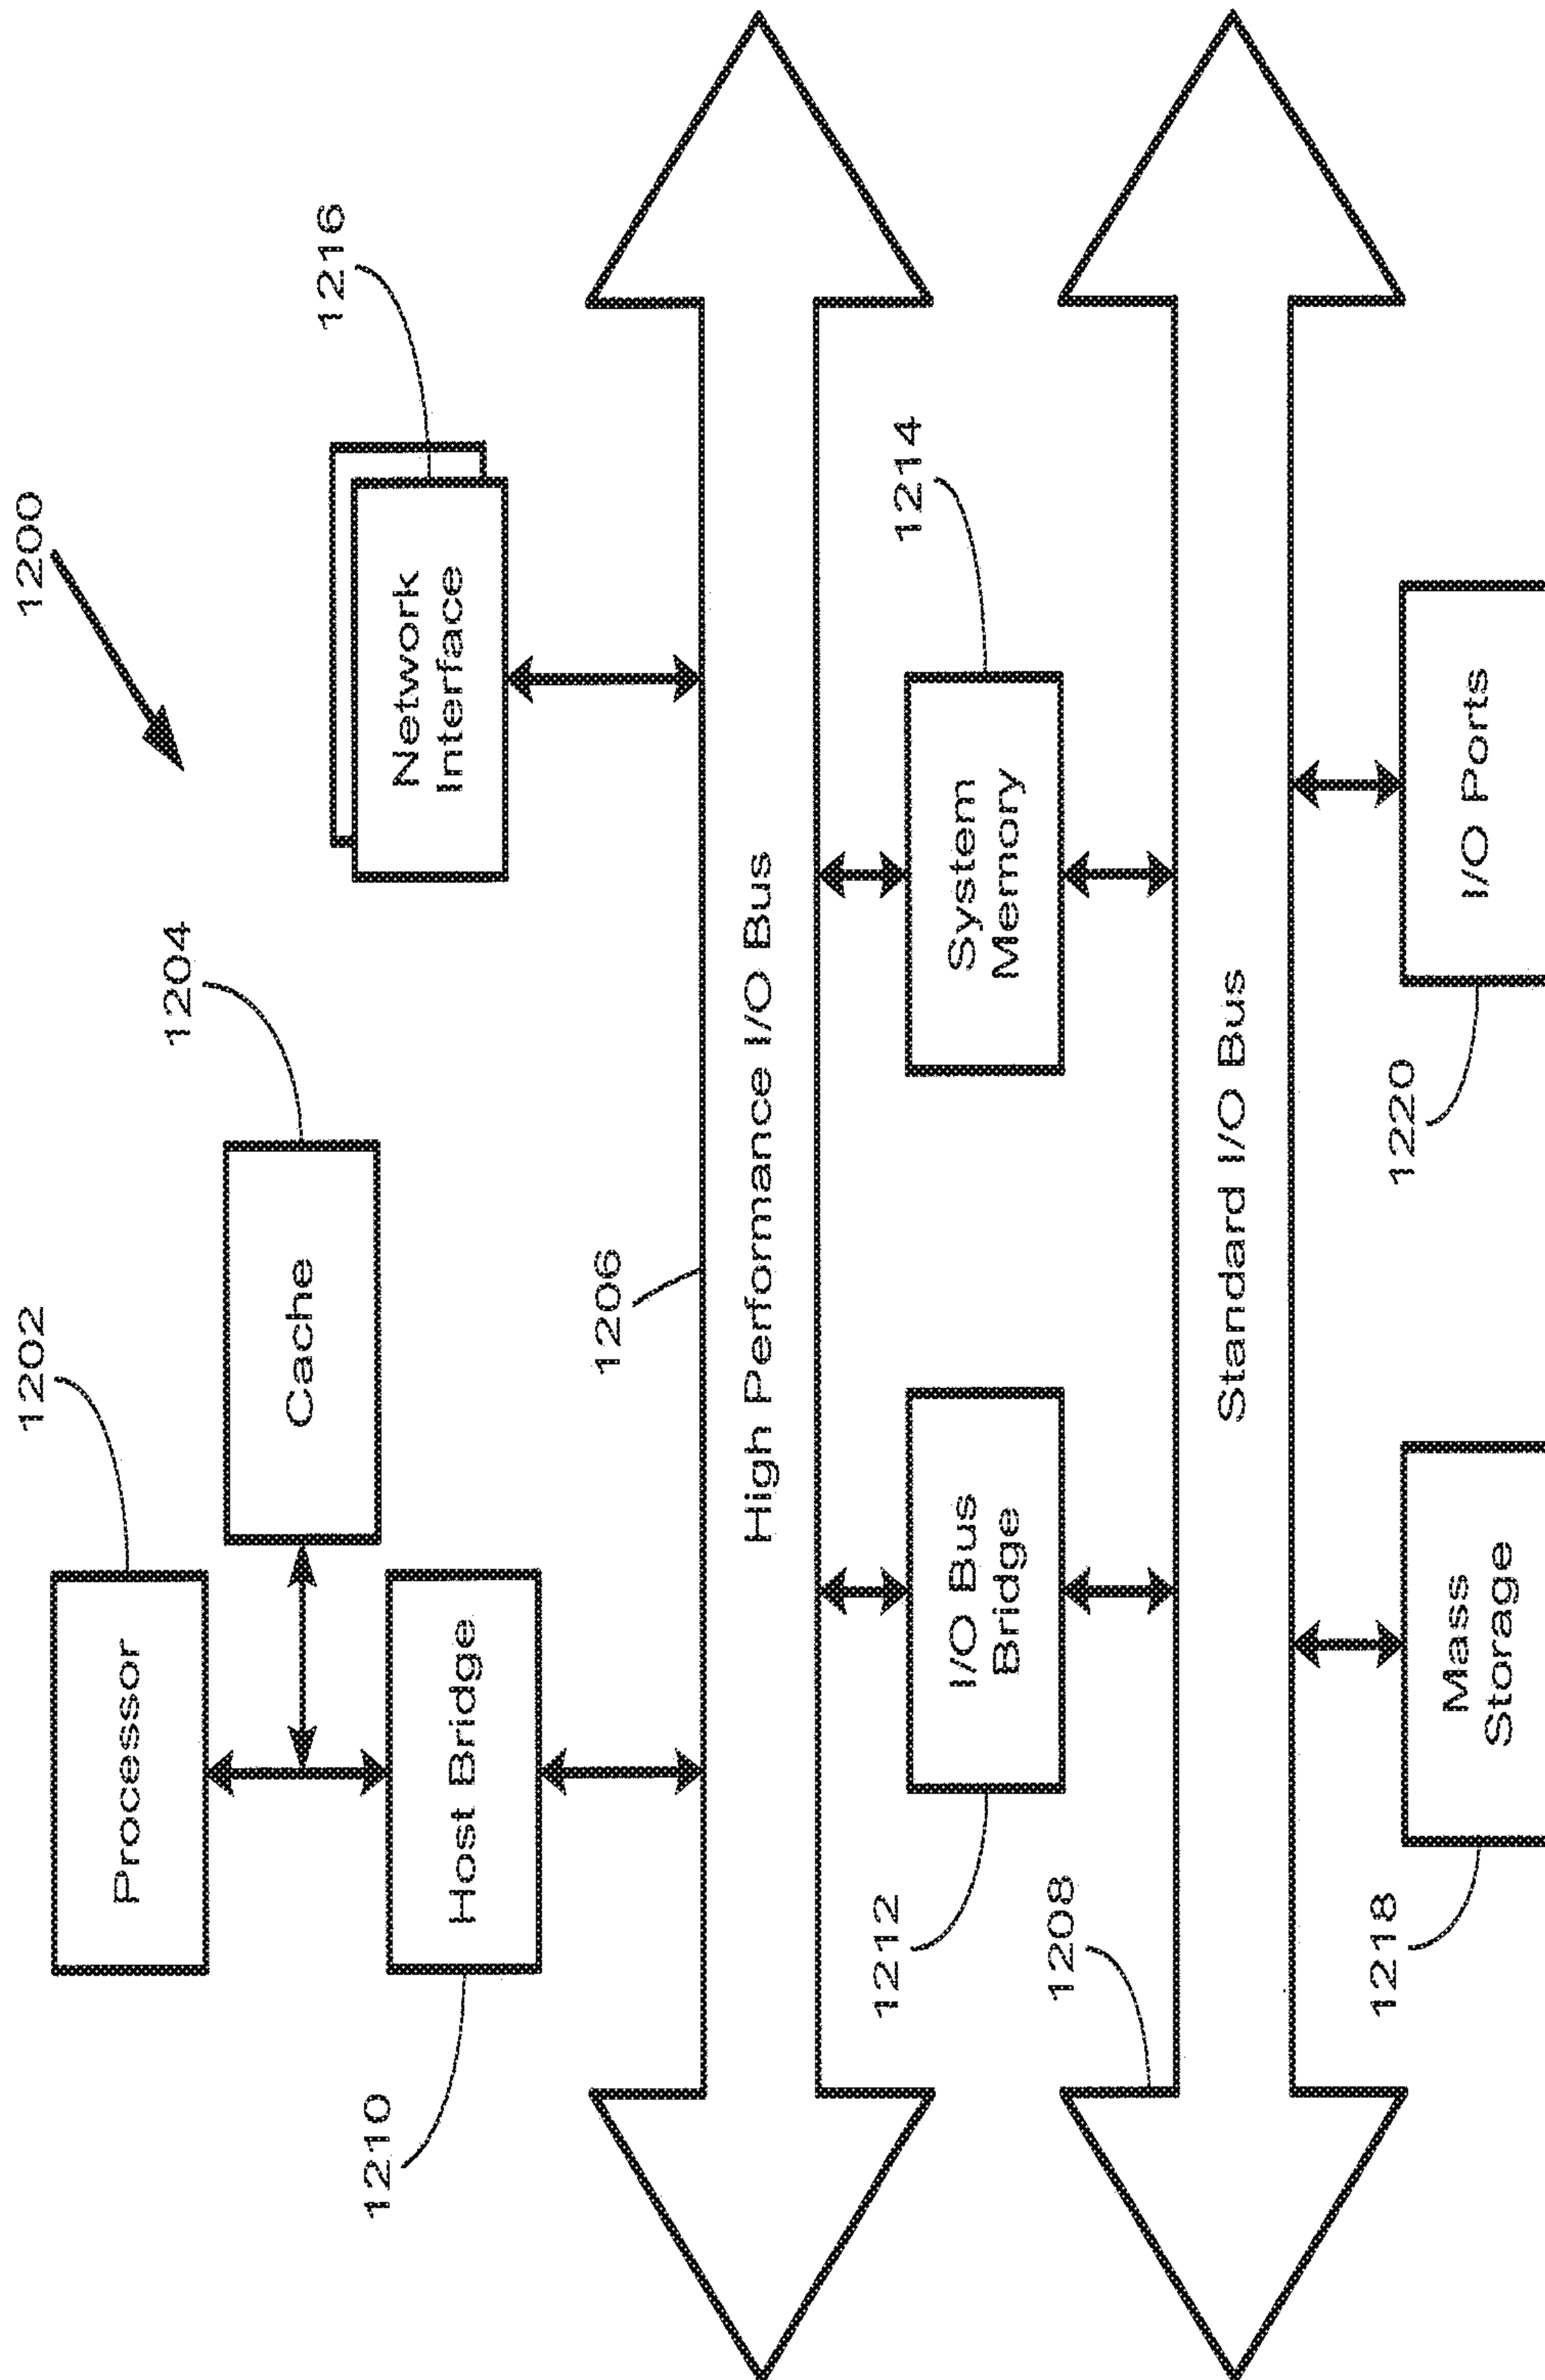 1200
1202
Processor
1204
Cache
1216
Network
Interface
1210
Host Bridge
1206
High Performance I/O Bus
1212
I/O Bus
Bridge
1214
System
Memory
1208
Standard I/O Bus
1218
Mass
Storage
1220
I/O Ports